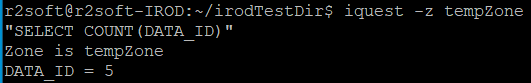 r2soft@r2soft-IROD:~/irodTestDir$ iquest -z tempZone
"SELECT COUNT(DATA_ID)"
Zone is tempZone
DATA_ID = 5